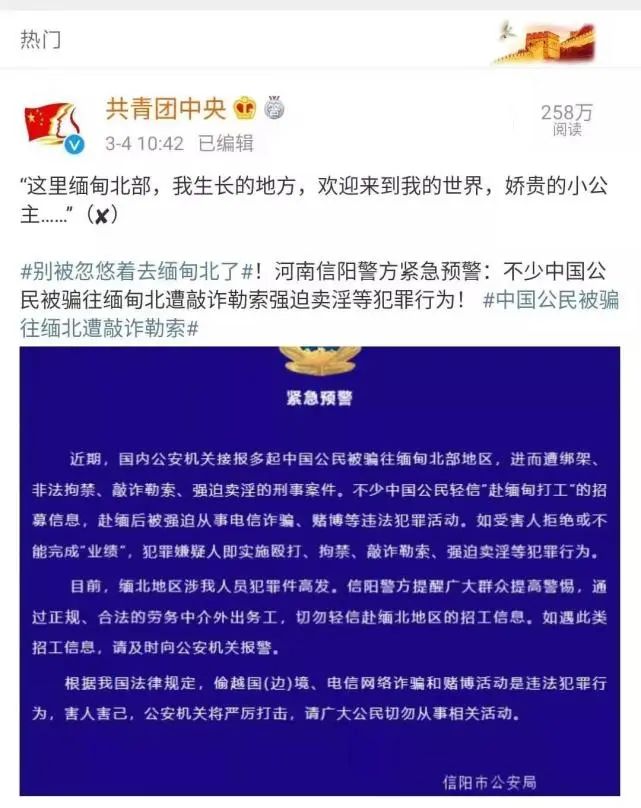 热门
共青团中央
258万
3-4 10:42 已编辑
阅读
“这里缅甸北部，我生长的地方，欢迎来到我的世界，娇贵的小公
主……”（✘）
#别被忽悠着去缅甸北了#！河南信阳警方紧急预警：不少中国公
民被骗往缅甸北遭敲诈勒索强迫卖淫等犯罪行为！ #中国公民被骗
往缅北遭敲诈勒索#
紧急预警
近期，国内公安机关接报多起中国公民被骗往缅甸北部地区，进而遭绑架、
非法拘禁、敲诈勒索、强迫卖淫的刑事案件。不少中国公民轻信“赴缅甸打工”的招
募信息，赴缅后被强迫从事电信诈骗、赌博等违法犯罪活动。如受害人拒绝或不
能完成“业绩”，犯罪嫌疑人即实施殴打、拘禁、敲诈勒索、强迫卖淫等犯罪行为。
目前，缅北地区涉我人员犯罪件高发。信阳警方提醒广大群众提高警惕，通
过正规、合法的劳务中介外出务工，切勿轻信赴缅北地区的招工信息。如遇此类
招工信息，请及时向公安机关报警。
根据我国法律规定，偷越国(边)境、电信网络诈骗和赌博活动是违法犯罪行
为，害人害己，公安机关将严厉打击，请广大公民切勿从事相关活动。
信阳市公安局